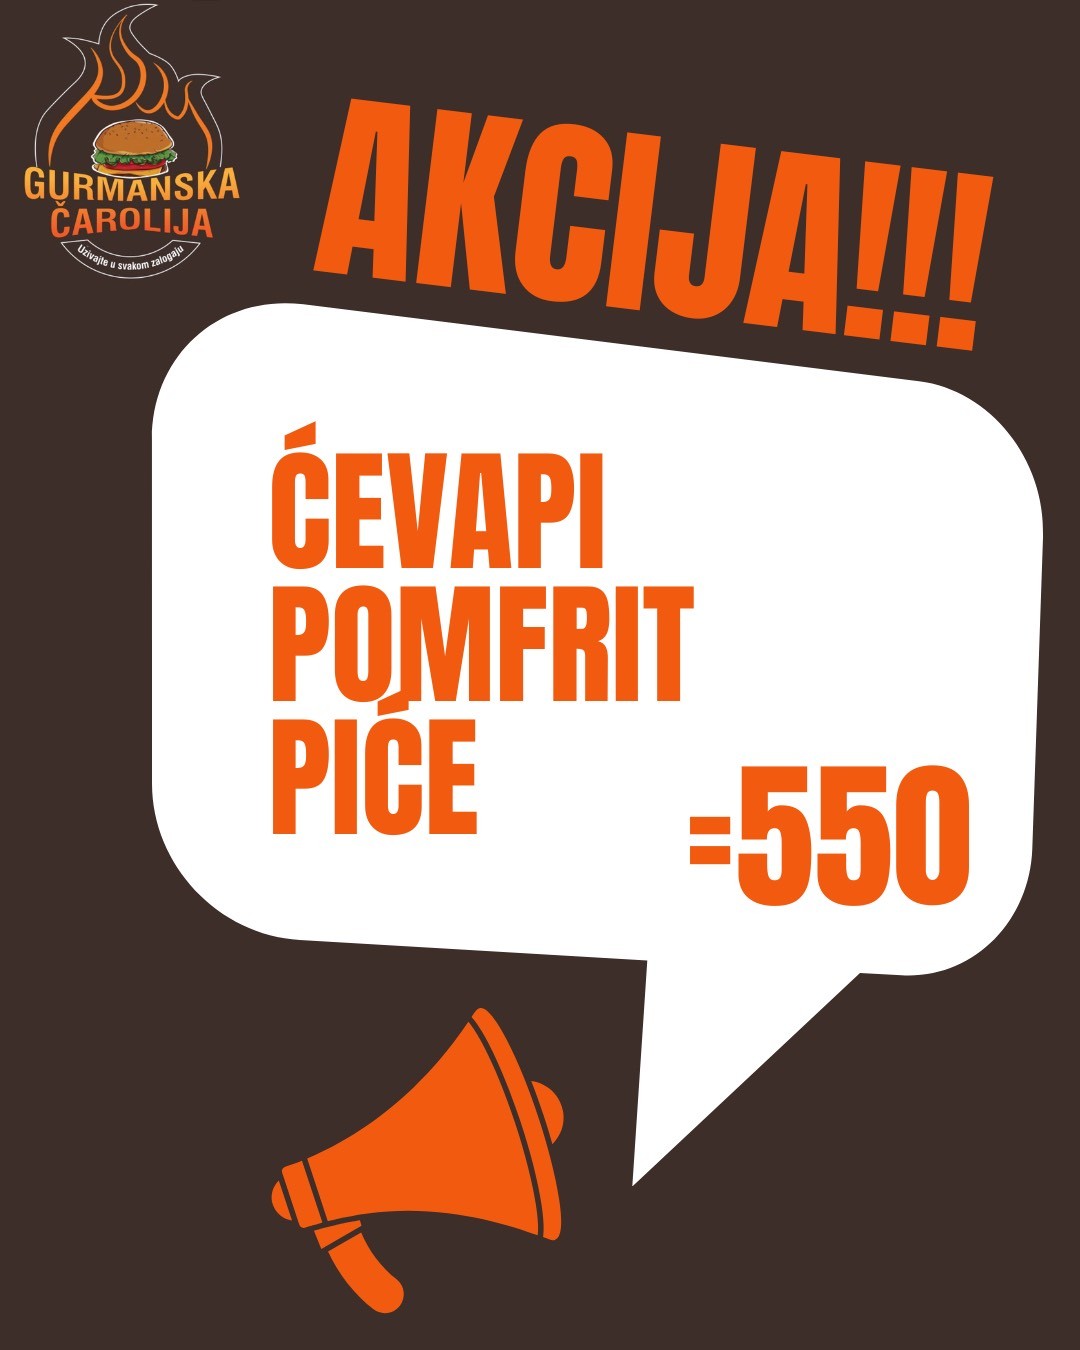 GURMANSKA
ČAROLIJA
Uživajte u svakom zalogaju
AKCIJA!!!
ĆEVAPI
POMFRIT
PIĆE
=550